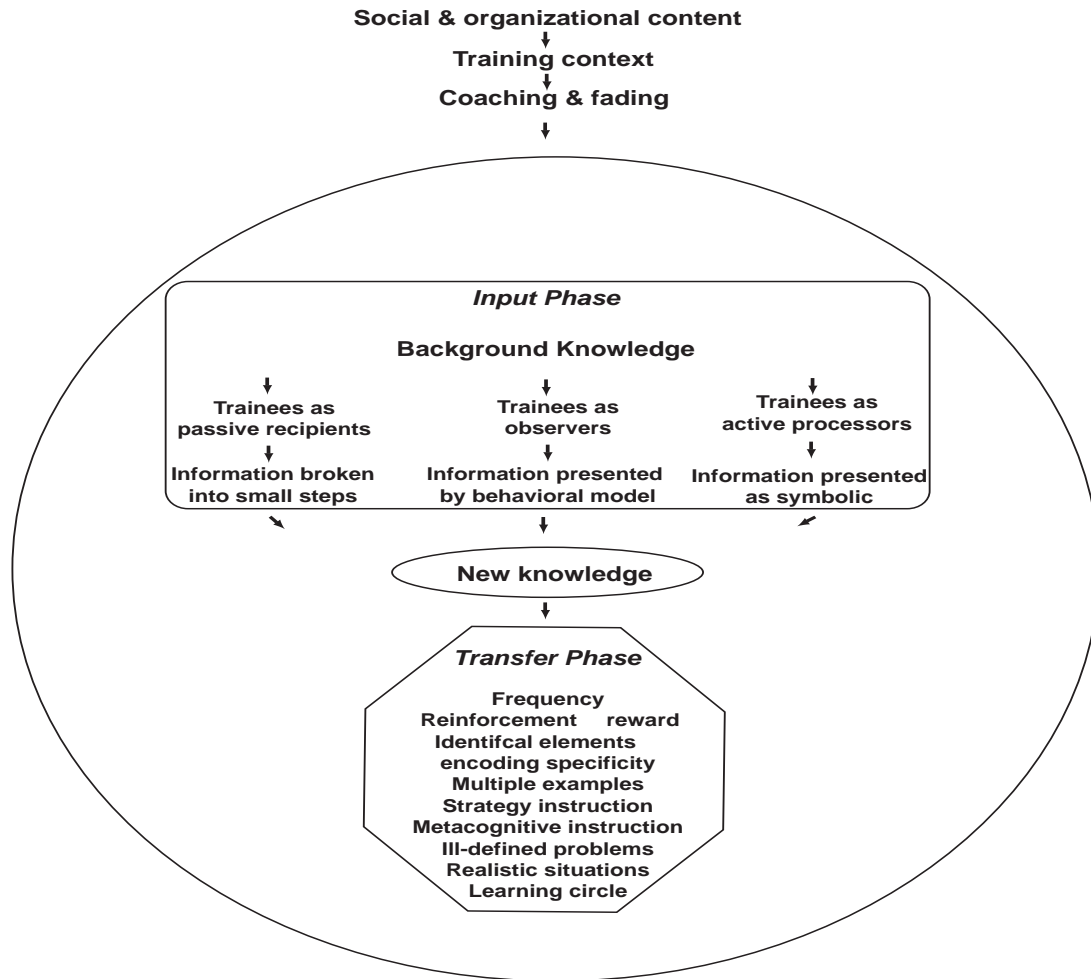 Social & organizational content
Training context
Coaching & fading
Input Phase
Background Knowledge
Trainees as
passive recipients
Information broken
into small steps
Trainees as
observers
Information presented
by behavioral model
Trainees as
active processors
Information presented
as symbolic
New knowledge
Transfer Phase
Frequency
Reinforcement reward
Identifcal elements
encoding specificity
Multiple examples
Strategy instruction
Metacognitive instruction
III-defined problems
Realistic situations
Learning circle